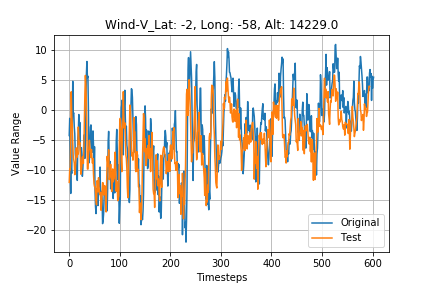 Wind-V_Lat: -2, Long: -58, Alt: 14229.0
Value Range
10
5
0
−5
−10
−15
−20
0
100
200
300
400
500
600
Timesteps
Original
Test